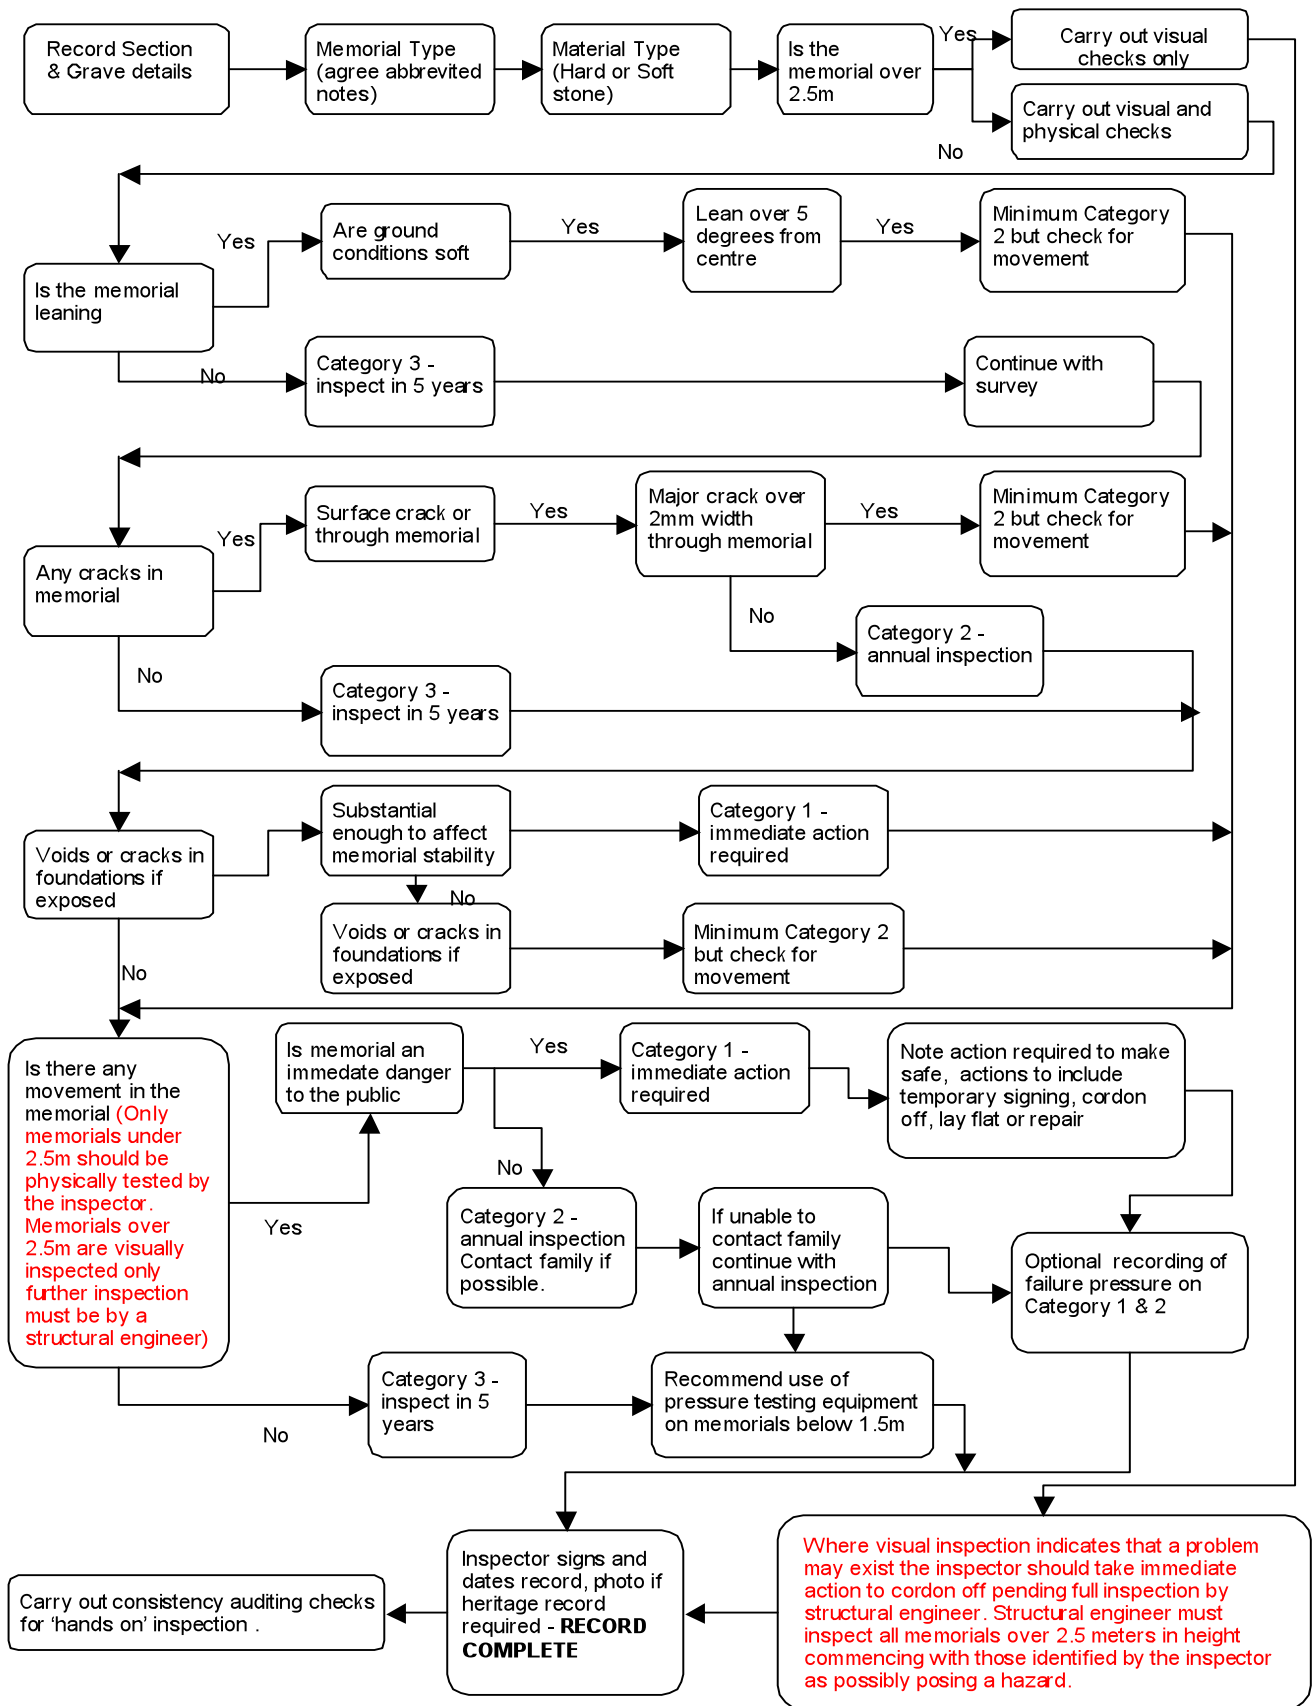 Record Section
& Grave details
Memorial Type
(agree abbrevited
notes)
Material Type
(Hard or Soft
stone)
Is the
memorial over
2.5m
Yes
Carry out visual
checks only
Carry out visual and
physical checks
No
Is the memorial
leaning
Yes
Are ground
conditions soft
Yes
Lean over 5
degrees from
centre
Yes
Minimum Category
2 but check for
movement
No
Category 3 -
inspect in 5 years
Continue with
survey
Any cracks in
memorial
Yes
Surface crack or
through memorial
Yes
Major crack over
2mm width
through memorial
Yes
Minimum Category
2 but check for
movement
No
Category 2 -
annual inspection
No
Category 3 -
inspect in 5 years
Voids or cracks in
foundations if
exposed
Substantial
enough to affect
memorial stability
Category 1 -
immediate action
required
No
Voids or cracks in
foundations if
exposed
Minimum Category 2
but check for
movement
No
Is there any
movement in the
memorial (Only
memorials under
2.5m should be
physically tested by
the inspector.
Memorials over
2.5m are visually
inspected only
further inspection
must be by a
structural engineer)
Yes
Is memorial an
immedate danger
to the public
Yes
Category 1 -
immediate action
required
Note action required to make
safe,  actions to include
temporary signing, cordon
off, lay flat or repair
No
Category 2 -
annual inspection
Contact family if
possible.
If unable to
contact family
continue with
annual inspection
Optional  recording of
failure pressure on
Category 1 & 2
No
Category 3 -
inspect in 5
years
Recommend use of
pressure testing equipment
on memorials below 1.5m
Carry out consistency auditing checks
for ‘hands on’ inspection .
Inspector signs and
dates record, photo if
heritage record
required - RECORD
COMPLETE
Where visual inspection indicates that a problem
may exist the inspector should take immediate
action to cordon off pending full inspection by
structural engineer. Structural engineer must
inspect all memorials over 2.5 meters in height
commencing with those identified by the inspector
as possibly posing a hazard.